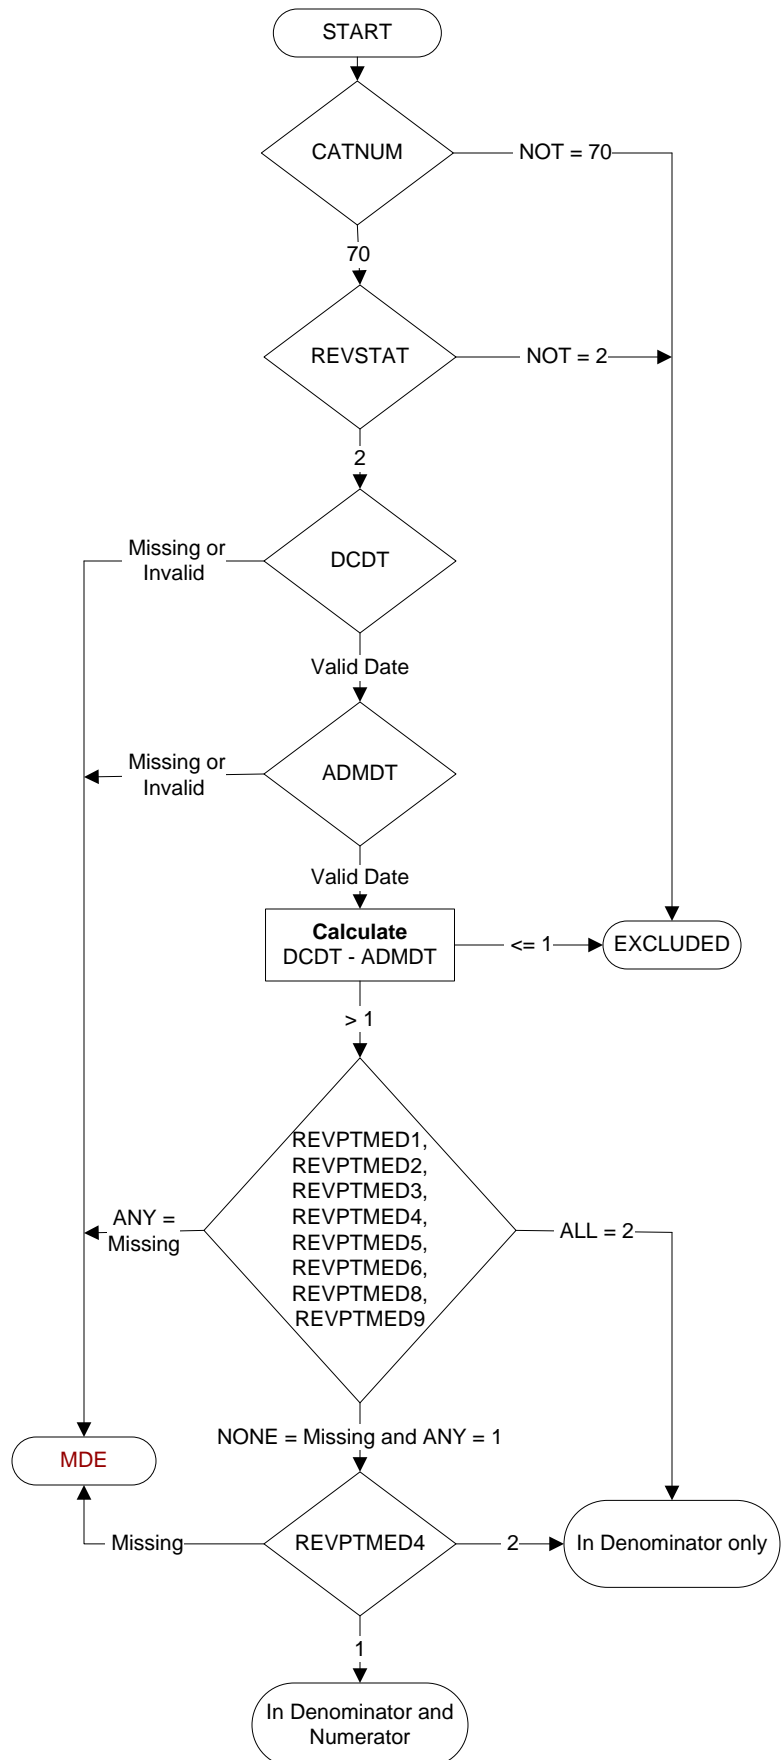 START
CATNUM
NOT = 70
70
REVSTAT
NOT = 2
2
Missing or
Invalid
DCDT
Valid Date
Missing or
Invalid
ADMDT
Valid Date
Calculate
DCDT - ADMDT
<= 1
EXCLUDED
> 1
REVPTMED1,
REVPTMED2,
REVPTMED3,
REVPTMED4,
REVPTMED5,
REVPTMED6,
REVPTMED8,
REVPTMED9
ANY =
Missing
ALL = 2
NONE = Missing and ANY = 1
MDE
Missing
REVPTMED4
2
In Denominator only
1
In Denominator and
Numerator